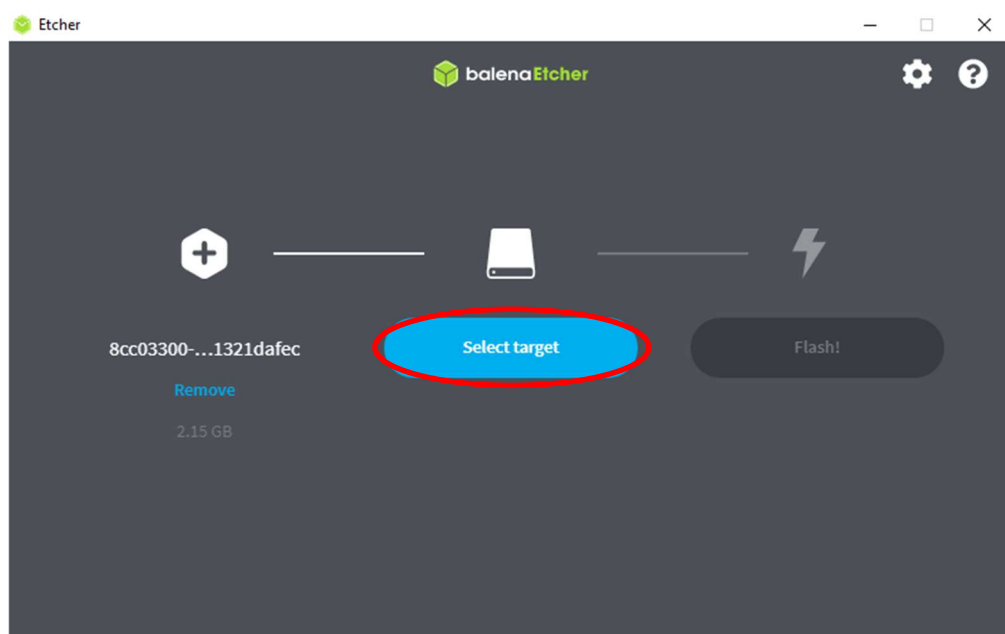 Etcher
balenaEtcher
8cc03300-...1321dafec
Select target
Flash!
Remove
2.15 GB